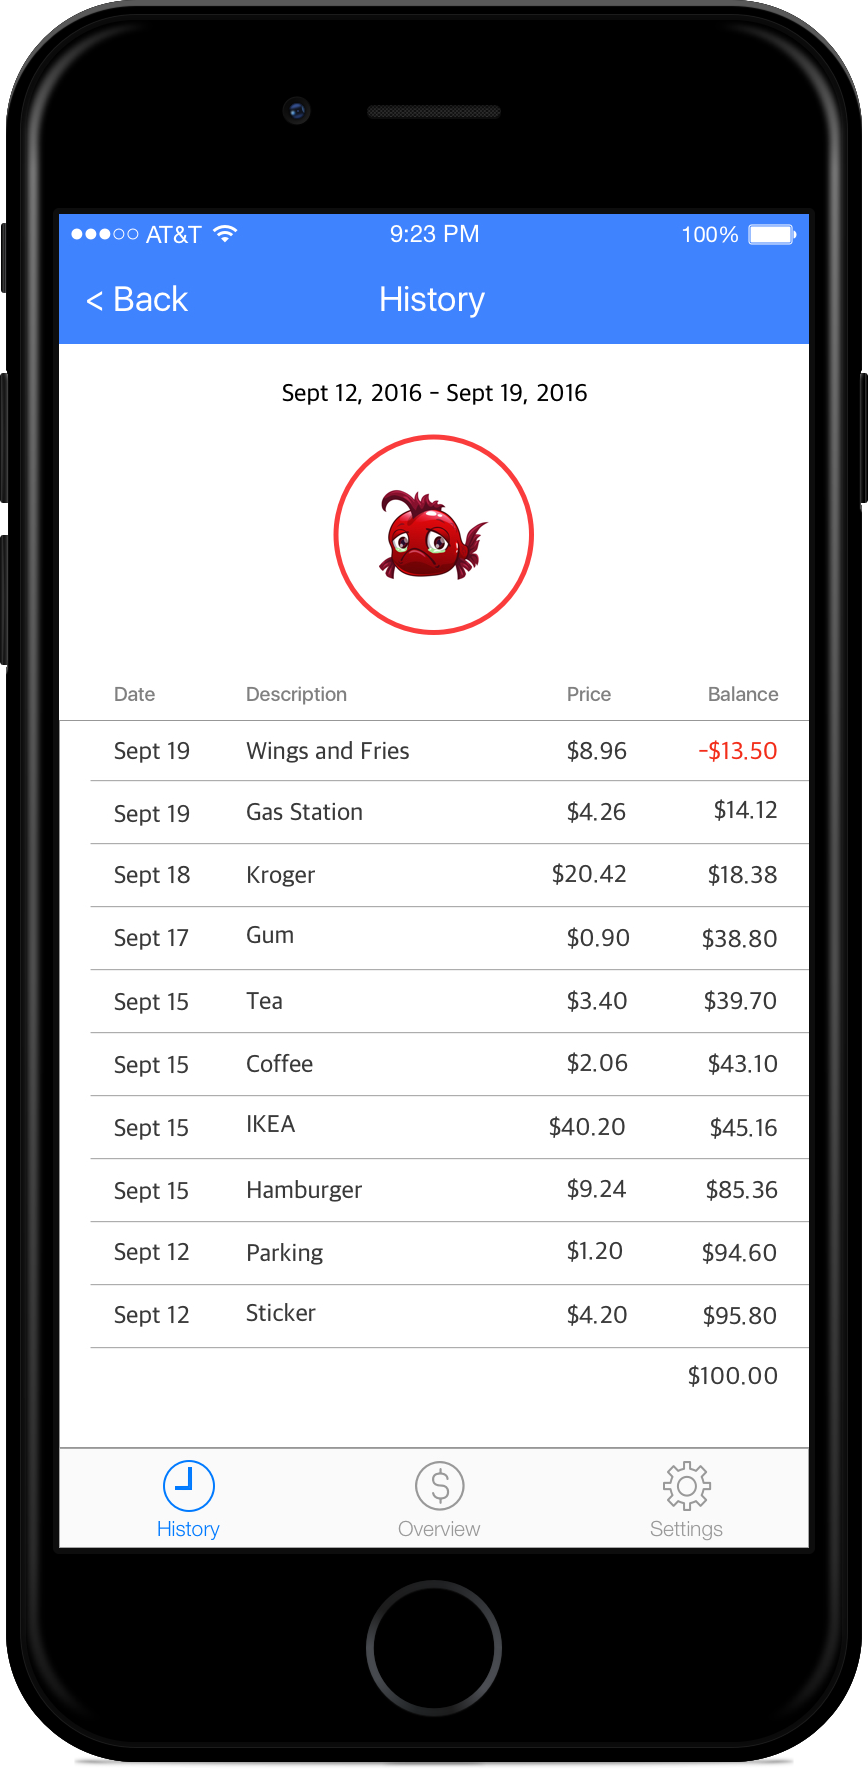 AT&T 9:23 PM 100%
< Back History
Sept 12, 2016 - Sept 19, 2016
Date Description Price Balance
Sept 19 Wings and Fries $8.96 -$13.50
Sept 19 Gas Station $4.26 $14.12
Sept 18 Kroger $20.42 $18.38
Sept 17 Gum $0.90 $38.80
Sept 15 Tea $3.40 $39.70
Sept 15 Coffee $2.06 $43.10
Sept 15 IKEA $40.20 $45.16
Sept 15 Hamburger $9.24 $85.36
Sept 12 Parking $1.20 $94.60
Sept 12 Sticker $4.20 $95.80
$100.00
History Overview Settings